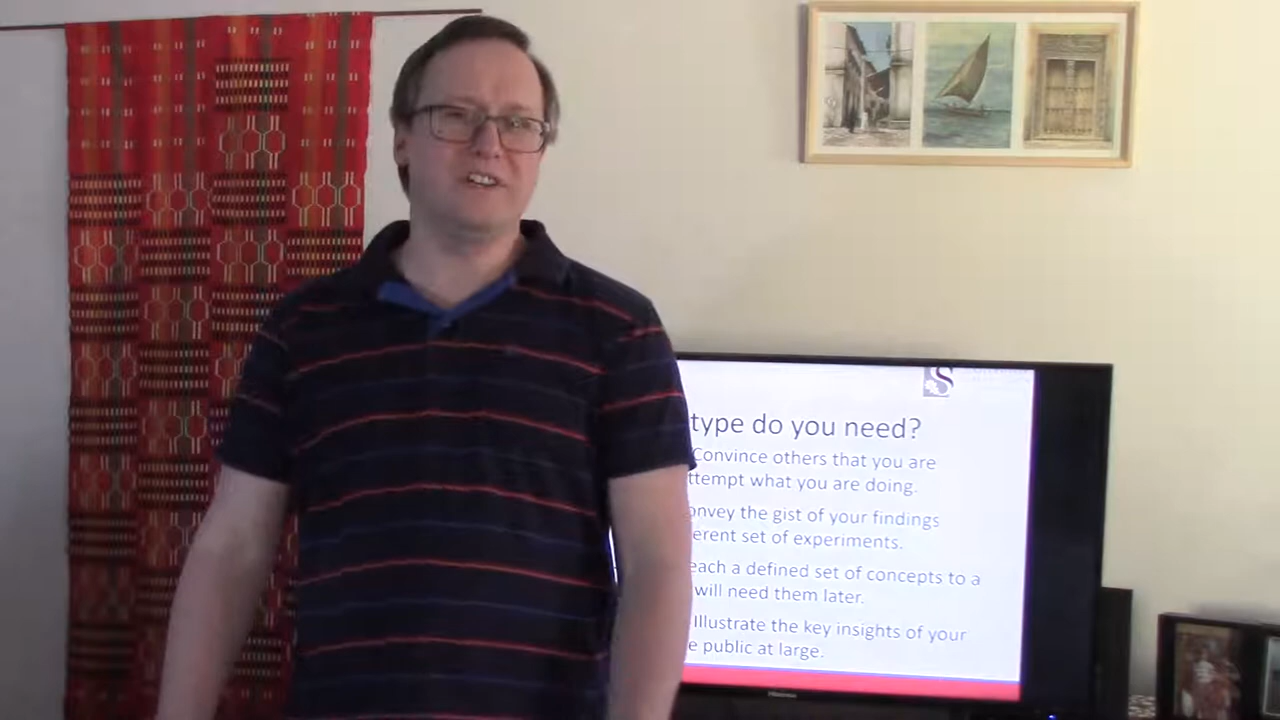 S
type do you need?
Convince others that you are
ttempt what you are doing.
onvey the gist of your findings
erent set of experiments.
each a defined set of concepts to a
will need them later.
Illustrate the key insights of your
e public at large.
Hisense